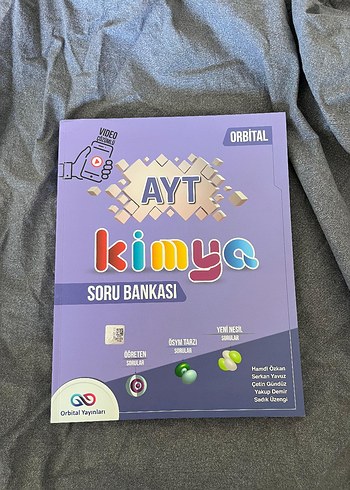 VIDEO
ÇÖZÜMLÜ
ORBİTAL
AYT
kimya
SORU BANKASI
ÖĞRETEN
SORULAR
ÖSYM TARZI
SORULAR
YENİ NESİL
SORULAR
Hamdi Özkan
Serkan Yavuz
Çetin Gündüz
Yakup Demir
Sadık Üzengi
Orbital Yayınları